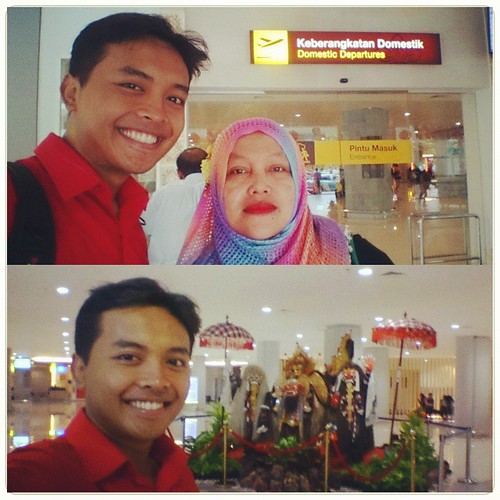 Keberangkatan Domestik
Domestic Departures
Pintu Masuk
Entrance